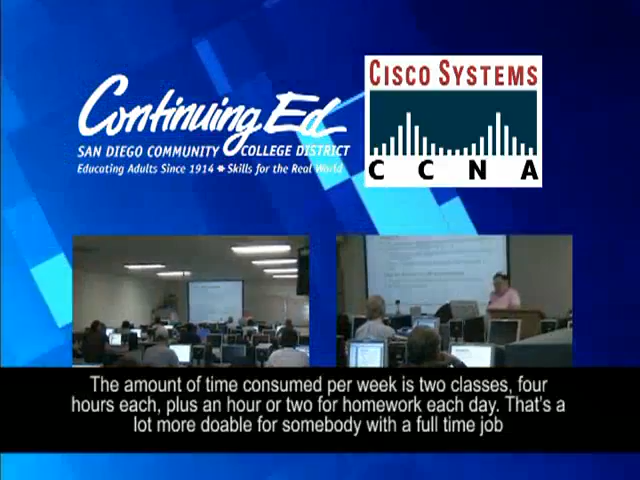 Continuing Ed
SAN DIEGO COMMUNITY COLLEGE DISTRICT
Educating Adults Since 1914 ✸ Skills for the Real World
CISCO SYSTEMS
CCNA
The amount of time consumed per week is two classes, four
hours each, plus an hour or two for homework each day. That's a
lot more doable for somebody with a full time job